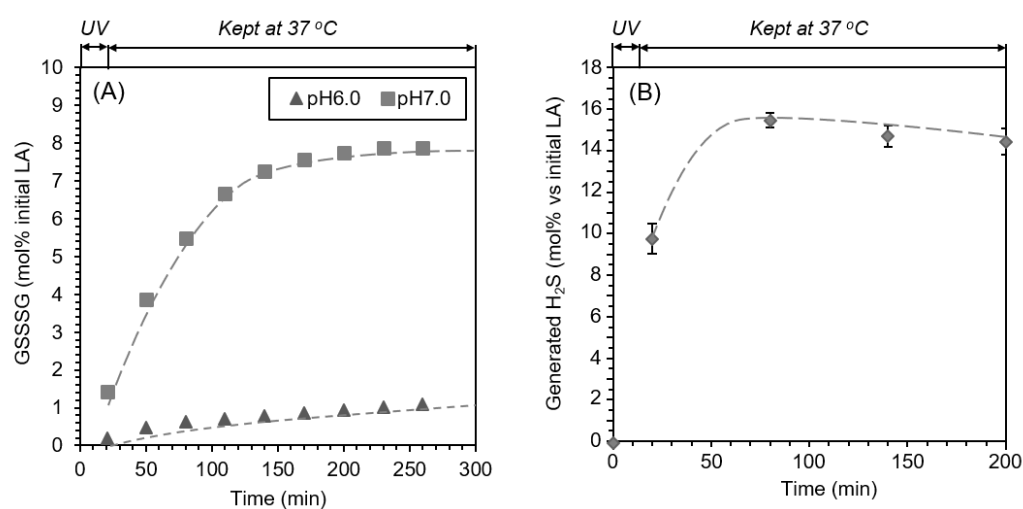 UV Kept at 37 ºC
(A)
pH6.0 pH7.0
GSSSG (mol% initial LA)
10
9
8
7
6
5
4
3
2
1
0
0 50 100 150 200 250 300
Time (min)
UV Kept at 37 ºC
(B)
Generated H₂S (mol% vs initial LA)
18
16
14
12
10
8
6
4
2
0
0 50 100 150 200
Time (min)